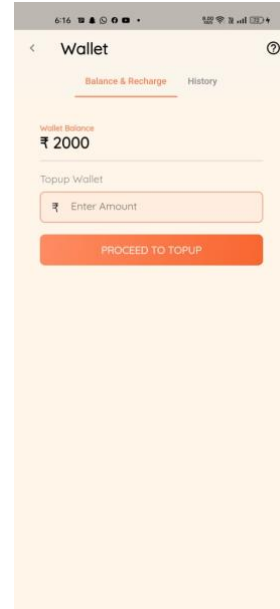 6:16
Wallet
Balance & Recharge History
Wallet Balance
₹ 2000
Topup Wallet
₹ Enter Amount
PROCEED TO TOPUP